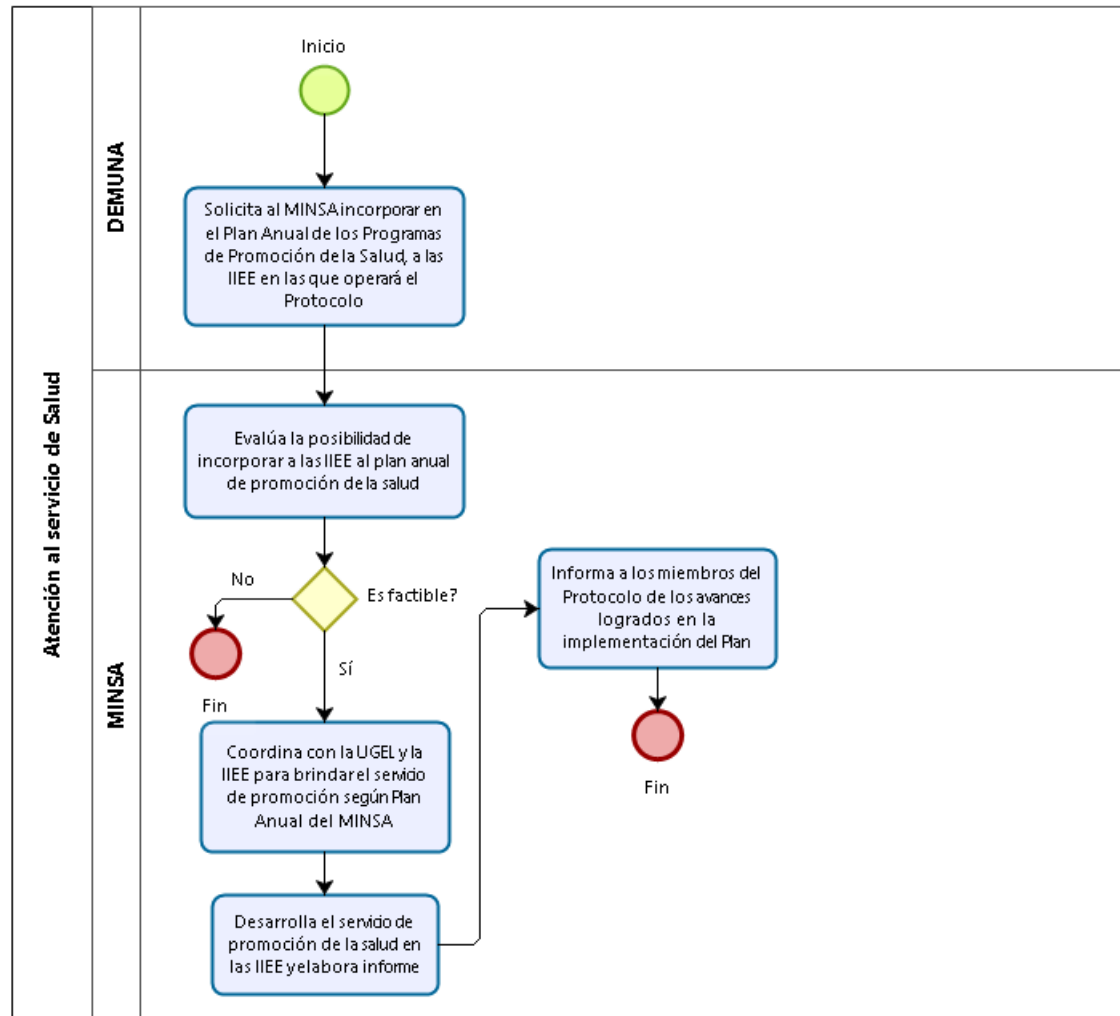 Atención al servicio de Salud
DEMUNA
Inicio
Solicita al MINSA incorporar en
el Plan Anual de los Programas
de Promoción de la Salud, a las
IIEE en las que operará el
Protocolo
MINSA
Evalúa la posibilidad de
incorporar a las IIEE al plan anual
de promoción de la salud
No
Es factible?
Fin
Sí
Coordina con la UGEL y la
IIEE para brindar el servicio
de promoción según Plan
Anual del MINSA
Desarrolla el servicio de
promoción de la salud en
las IIEE y elabora informe
Informa a los miembros del
Protocolo de los avances
logrados en la
implementación del Plan
Fin